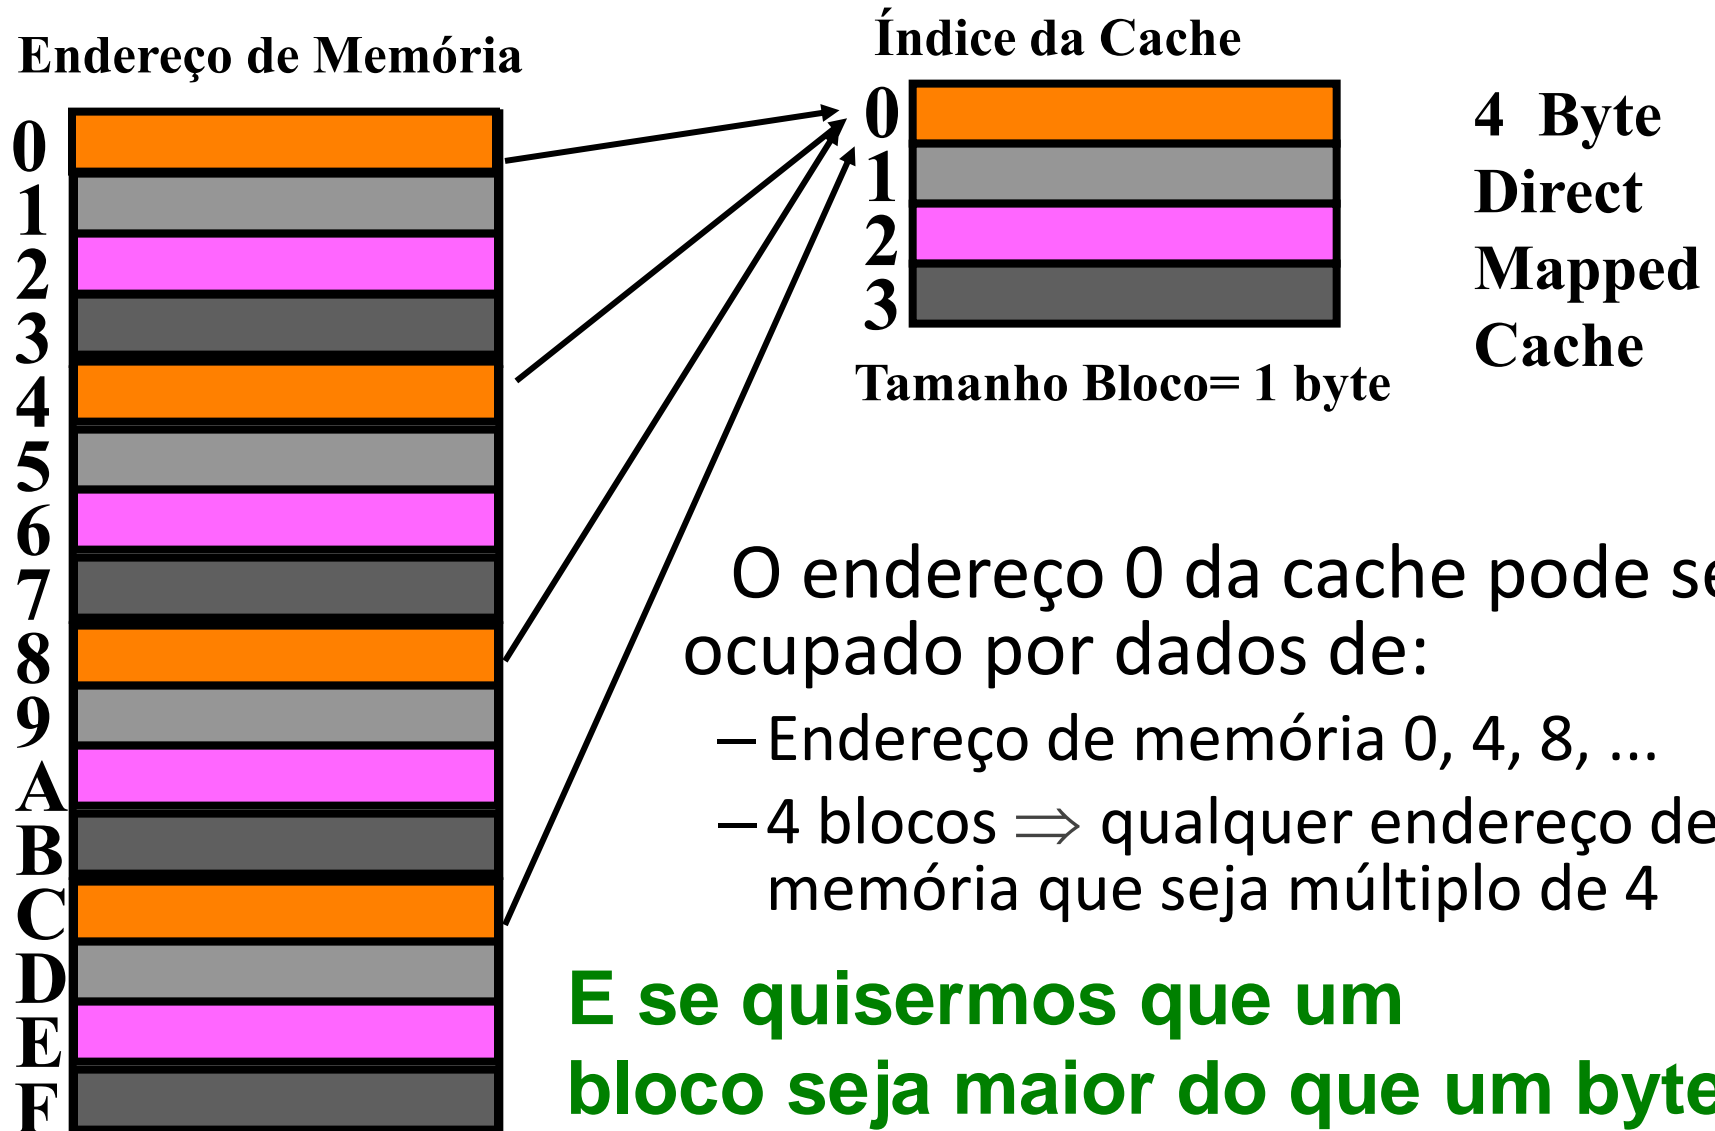 Endereço de Memória
0
1
2
3
4
5
6
7
8
9
A
B
C
D
E
F
Índice da Cache
0
1
2
3
Tamanho Bloco= 1 byte
4 Byte
Direct
Mapped
Cache
O endereço 0 da cache pode se
ocupado por dados de:
– Endereço de memória 0, 4, 8, ...
– 4 blocos ⇒ qualquer endereço de
memória que seja múltiplo de 4
E se quisermos que um
bloco seja maior do que um byte